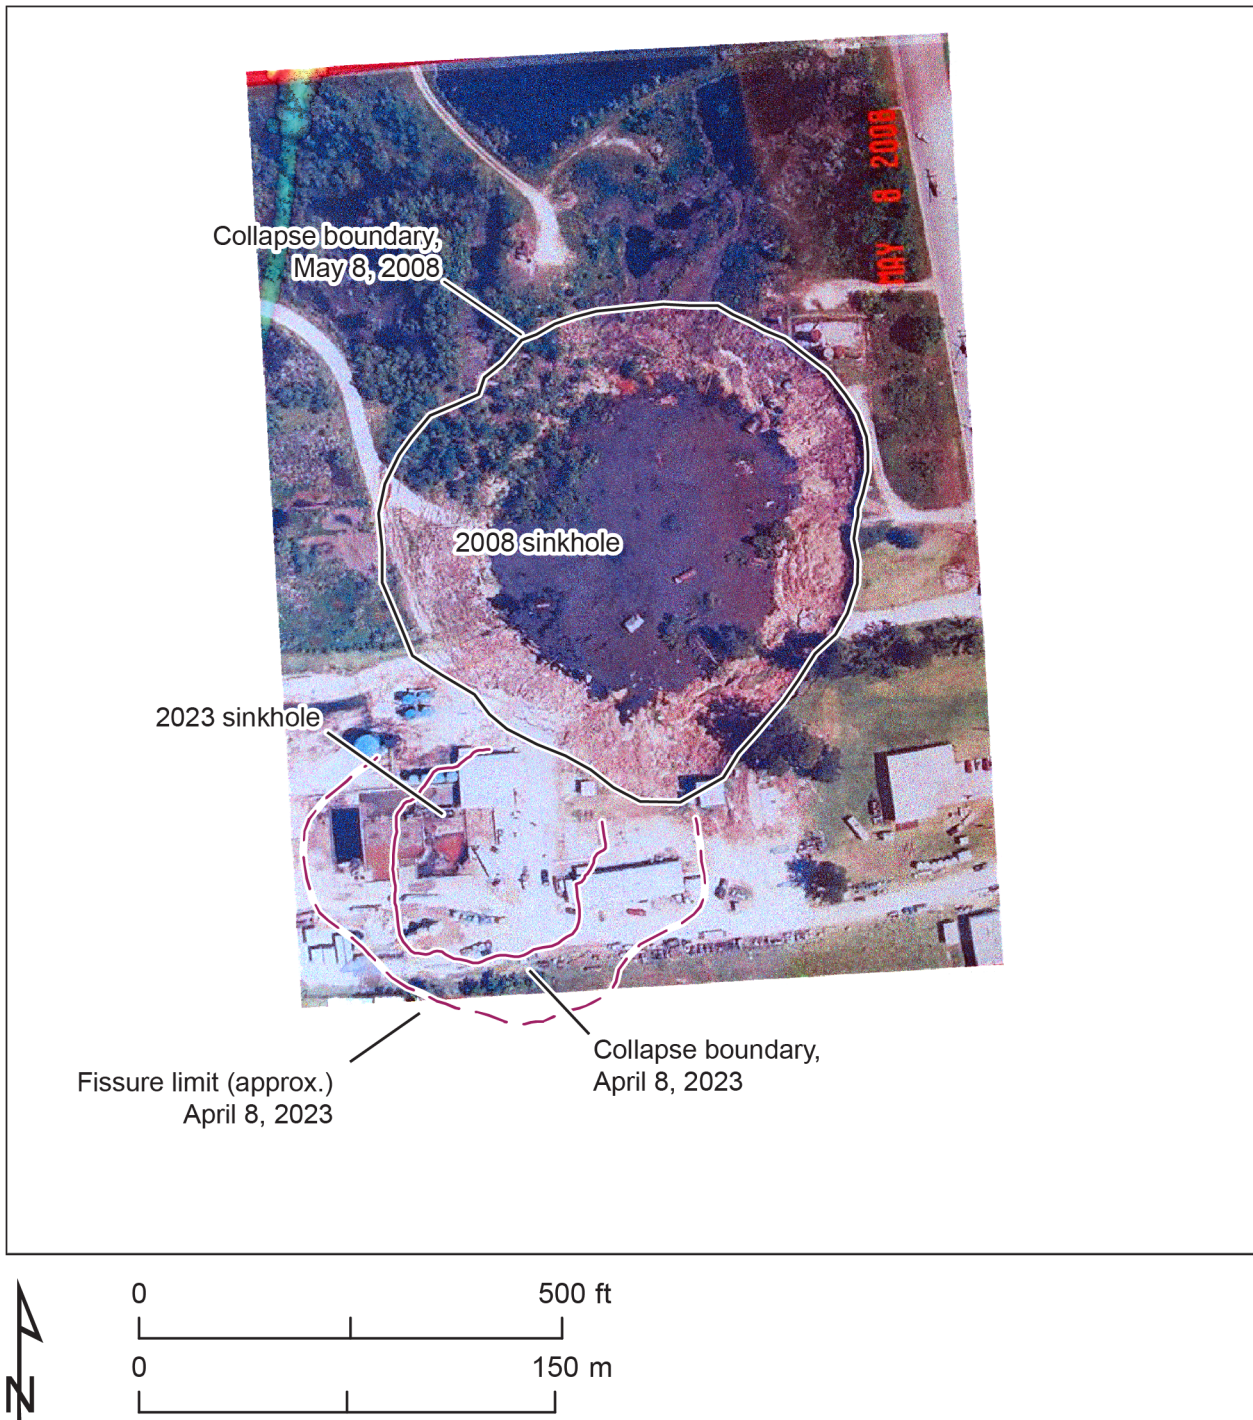 MAY 8 2008
Collapse boundary,
May 8, 2008
2008 sinkhole
2023 sinkhole
Collapse boundary,
April 8, 2023
Fissure limit (approx.)
April 8, 2023
0 500 ft
0 150 m
N